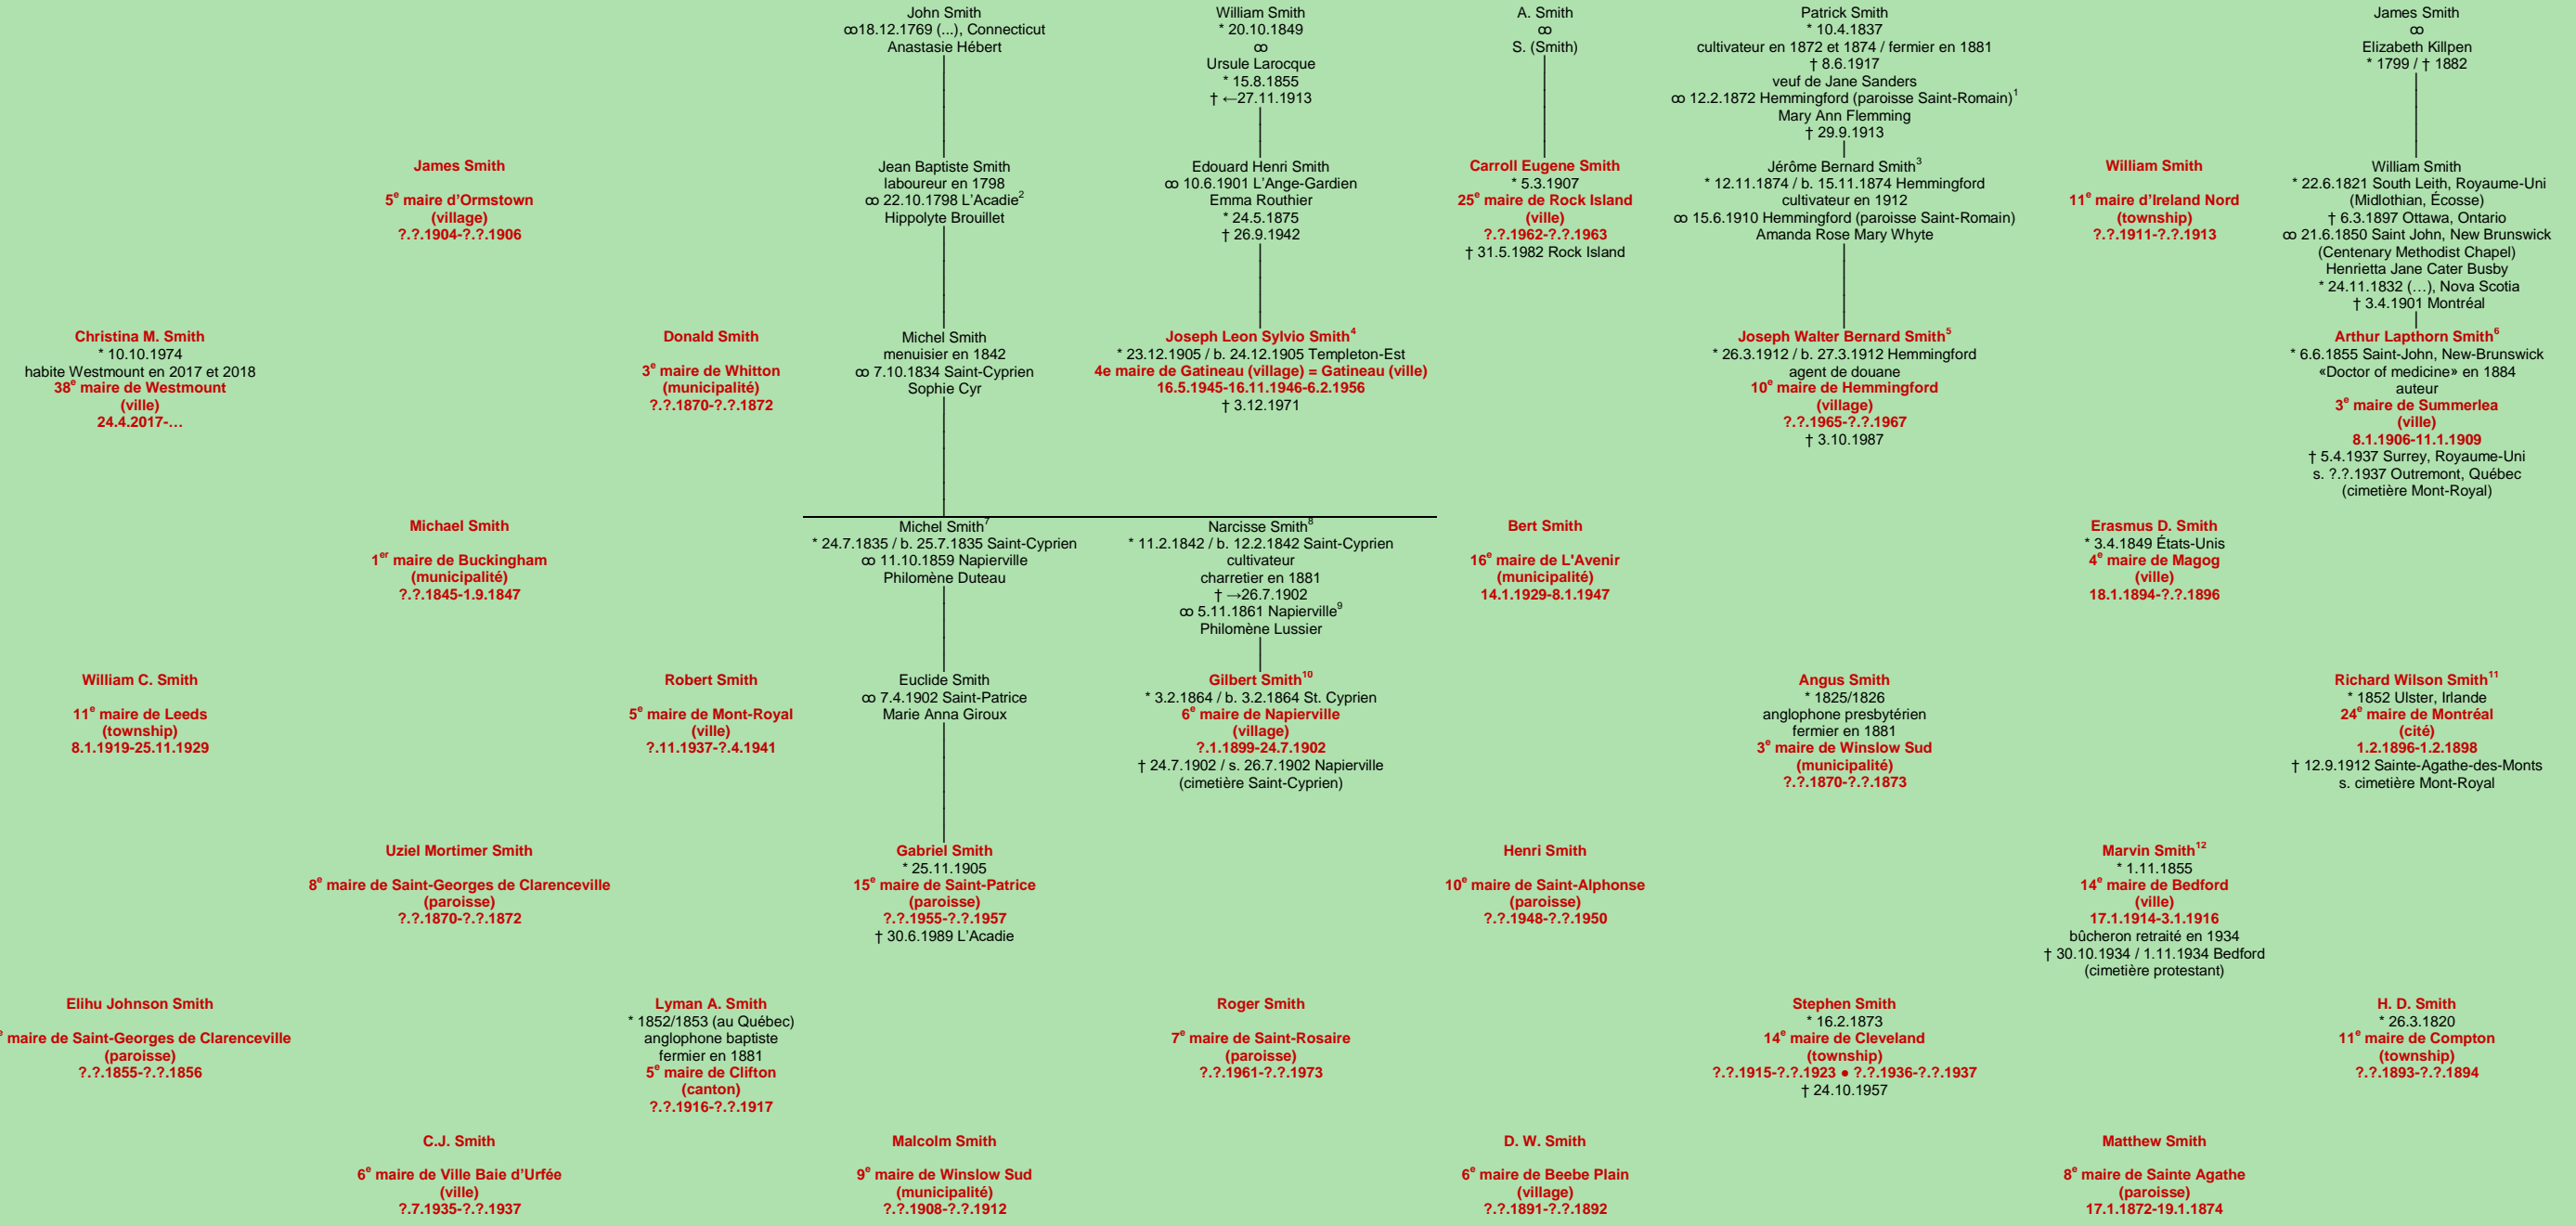 John Smith
ꝏ18.12.1769 (...), Connecticut
Anastasie Hébert
William Smith
* 20.10.1849
ꝏ
Ursule Larocque
* 15.8.1855
† ←27.11.1913
A. Smith
ꝏ
S. (Smith)
Patrick Smith
* 10.4.1837
cultivateur en 1872 et 1874 / fermier en 1881
† 8.6.1917
veuf de Jane Sanders
ꝏ 12.2.1872 Hemmingford (paroisse Saint-Romain)1
Mary Ann Flemming
† 29.9.1913
James Smith
ꝏ
Elizabeth Killpen
* 1799 / † 1882
James Smith
5e maire d’Ormstown
(village)
?.?.1904-?.?.1906
Jean Baptiste Smith
laboureur en 1798
ꝏ 22.10.1798 L’Acadie2
Hippolyte Brouillet
Edouard Henri Smith
ꝏ 10.6.1901 L’Ange-Gardien
Emma Routhier
* 24.5.1875
† 26.9.1942
Carroll Eugene Smith
* 5.3.1907
25e maire de Rock Island
(ville)
?.?.1962-?.?.1963
† 31.5.1982 Rock Island
Jérôme Bernard Smith3
* 12.11.1874 / b. 15.11.1874 Hemmingford
cultivateur en 1912
ꝏ 15.6.1910 Hemmingford (paroisse Saint-Romain)
Amanda Rose Mary Whyte
William Smith
11e maire d’Ireland Nord
(township)
?.?.1911-?.?.1913
William Smith
* 22.6.1821 South Leith, Royaume-Uni
(Midlothian, Écosse)
† 6.3.1897 Ottawa, Ontario
ꝏ 21.6.1850 Saint John, New Brunswick
(Centenary Methodist Chapel)
Henrietta Jane Cater Busby
* 24.11.1832 (…), Nova Scotia
† 3.4.1901 Montréal
Christina M. Smith
* 10.10.1974
habite Westmount en 2017 et 2018
38e maire de Westmount
(ville)
24.4.2017-…
Donald Smith
3e maire de Whitton
(municipalité)
?.?.1870-?.?.1872
Michel Smith
menuisier en 1842
ꝏ 7.10.1834 Saint-Cyprien
Sophie Cyr
Joseph Leon Sylvio Smith4
* 23.12.1905 / b. 24.12.1905 Templeton-Est
4e maire de Gatineau (village) = Gatineau (ville)
16.5.1945-16.11.1946-6.2.1956
† 3.12.1971
Joseph Walter Bernard Smith5
* 26.3.1912 / b. 27.3.1912 Hemmingford
agent de douane
10e maire de Hemmingford
(village)
?.?.1965-?.?.1967
† 3.10.1987
Arthur Lapthorn Smith6
* 6.6.1855 Saint-John, New-Brunswick
«Doctor of medicine» en 1884
auteur
3e maire de Summerlea
(ville)
8.1.1906-11.1.1909
† 5.4.1937 Surrey, Royaume-Uni
s. ?.?.1937 Outremont, Québec
(cimetière Mont-Royal)
Michael Smith
1er maire de Buckingham
(municipalité)
?.?.1845-1.9.1847
Michel Smith7
* 24.7.1835 / b. 25.7.1835 Saint-Cyprien
ꝏ 11.10.1859 Napierville
Philomène Duteau
Narcisse Smith8
* 11.2.1842 / b. 12.2.1842 Saint-Cyprien
cultivateur
charretier en 1881
† →26.7.1902
ꝏ 5.11.1861 Napierville9
Philomène Lussier
Bert Smith
16e maire de L'Avenir
(municipalité)
14.1.1929-8.1.1947
Erasmus D. Smith
* 3.4.1849 États-Unis
4e maire de Magog
(ville)
18.1.1894-?.?.1896
William C. Smith
11e maire de Leeds
(township)
8.1.1919-25.11.1929
Robert Smith
5e maire de Mont-Royal
(ville)
?.11.1937-?.4.1941
Euclide Smith
ꝏ 7.4.1902 Saint-Patrice
Marie Anna Giroux
Gilbert Smith10
* 3.2.1864 / b. 3.2.1864 St. Cyprien
6e maire de Napierville
(village)
?.1.1899-24.7.1902
† 24.7.1902 / s. 26.7.1902 Napierville
(cimetière Saint-Cyprien)
Angus Smith
* 1825/1826
anglophone presbytérien
fermier en 1881
3e maire de Winslow Sud
(municipalité)
?.?.1870-?.?.1873
Richard Wilson Smith11
* 1852 Ulster, Irlande
24e maire de Montréal
(cité)
1.2.1896-1.2.1898
† 12.9.1912 Sainte-Agathe-des-Monts
s. cimetière Mont-Royal
Uziel Mortimer Smith
8e maire de Saint-Georges de Clarenceville
(paroisse)
?.?.1870-?.?.1872
Gabriel Smith
* 25.11.1905
15e maire de Saint-Patrice
(paroisse)
?.?.1955-?.?.1957
† 30.6.1989 L’Acadie
Henri Smith
10e maire de Saint-Alphonse
(paroisse)
?.?.1948-?.?.1950
Marvin Smith12
* 1.11.1855
14e maire de Bedford
(ville)
17.1.1914-3.1.1916
bûcheron retraité en 1934
† 30.10.1934 / 1.11.1934 Bedford
(cimetière protestant)
Elihu Johnson Smith
e maire de Saint-Georges de Clarenceville
(paroisse)
?.?.1855-?.?.1856
Lyman A. Smith
* 1852/1853 (au Québec)
anglophone baptiste
fermier en 1881
5e maire de Clifton
(canton)
?.?.1916-?.?.1917
Roger Smith
7e maire de Saint-Rosaire
(paroisse)
?.?.1961-?.?.1973
Stephen Smith
* 16.2.1873
14e maire de Cleveland
(township)
?.?.1915-?.?.1923 ● ?.?.1936-?.?.1937
† 24.10.1957
H. D. Smith
* 26.3.1820
11e maire de Compton
(township)
?.?.1893-?.?.1894
C.J. Smith
6e maire de Ville Baie d’Urfée
(ville)
?.7.1935-?.?.1937
Malcolm Smith
9e maire de Winslow Sud
(municipalité)
?.?.1908-?.?.1912
D. W. Smith
6e maire de Beebe Plain
(village)
?.?.1891-?.?.1892
Matthew Smith
8e maire de Sainte Agathe
(paroisse)
17.1.1872-19.1.1874